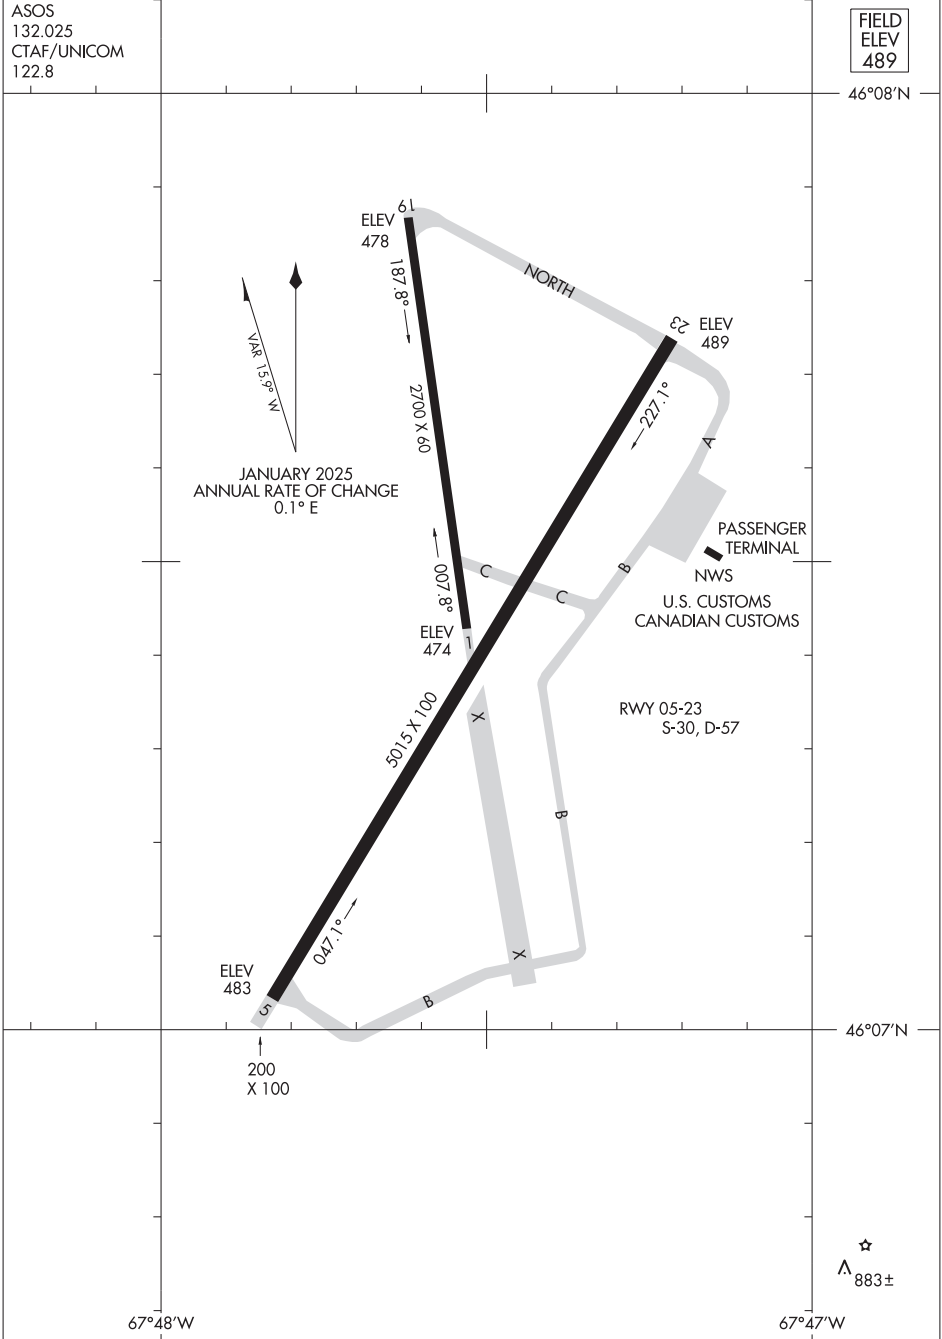 ASOS
132.025
CTAF/UNICOM
122.8
FIELD
ELEV
489
46°08'N
19
ELEV
478
187.8°
NORTH
23
ELEV
489
227.1°
VAR 15.9° W
2700 X 60
A
JANUARY 2025
ANNUAL RATE OF CHANGE
0.1° E
PASSENGER
TERMINAL
NWS
U.S. CUSTOMS
CANADIAN CUSTOMS
C
C
B
007.8°
ELEV
474
1
5015 X 100
X
RWY 05-23
S-30, D-57
B
047.1°
X
ELEV
483
5
B
46°07'N
200
X 100
883±
67°48'W
67°47'W